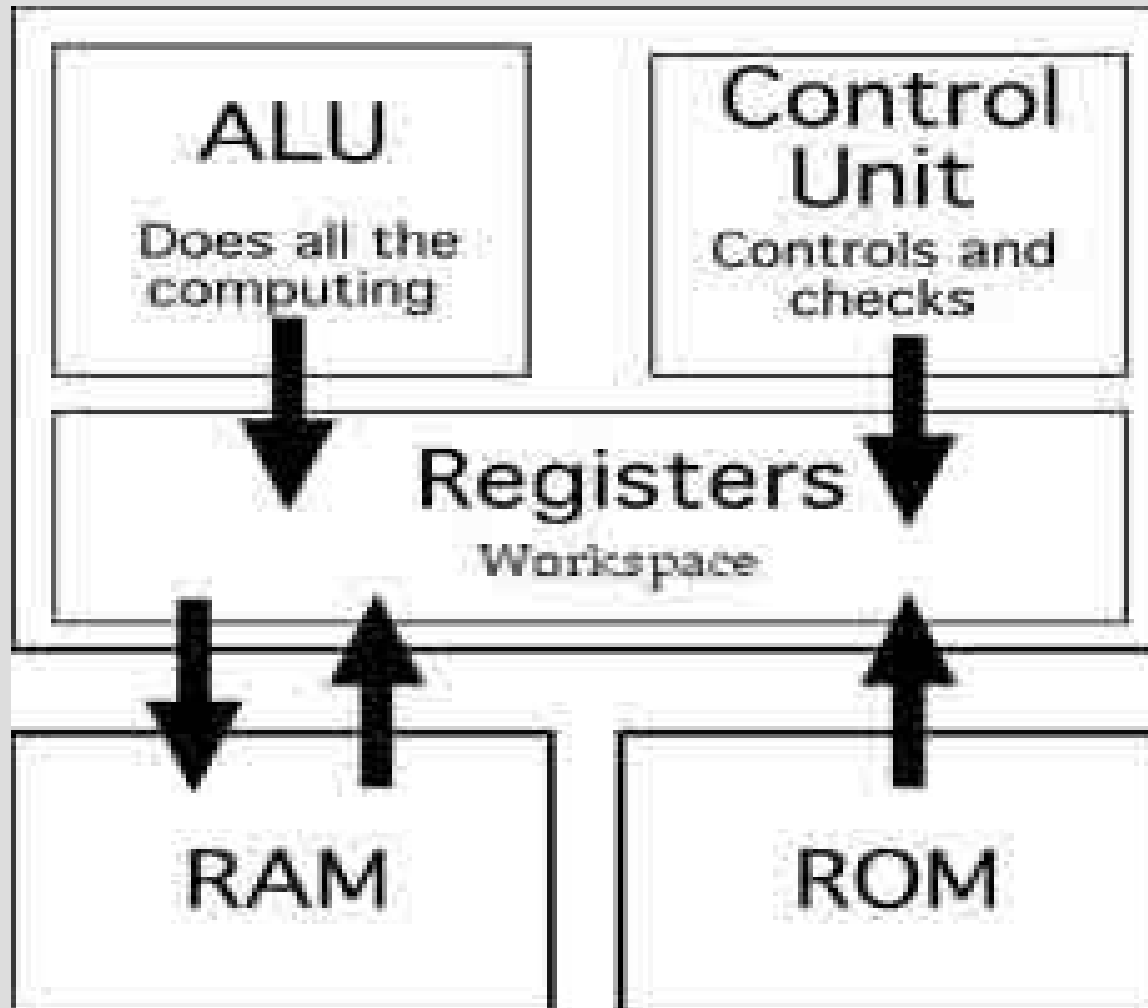 ALU
Does all the
computing
Control
Unit
Controls and
checks
Registers
Workspace
RAM
ROM